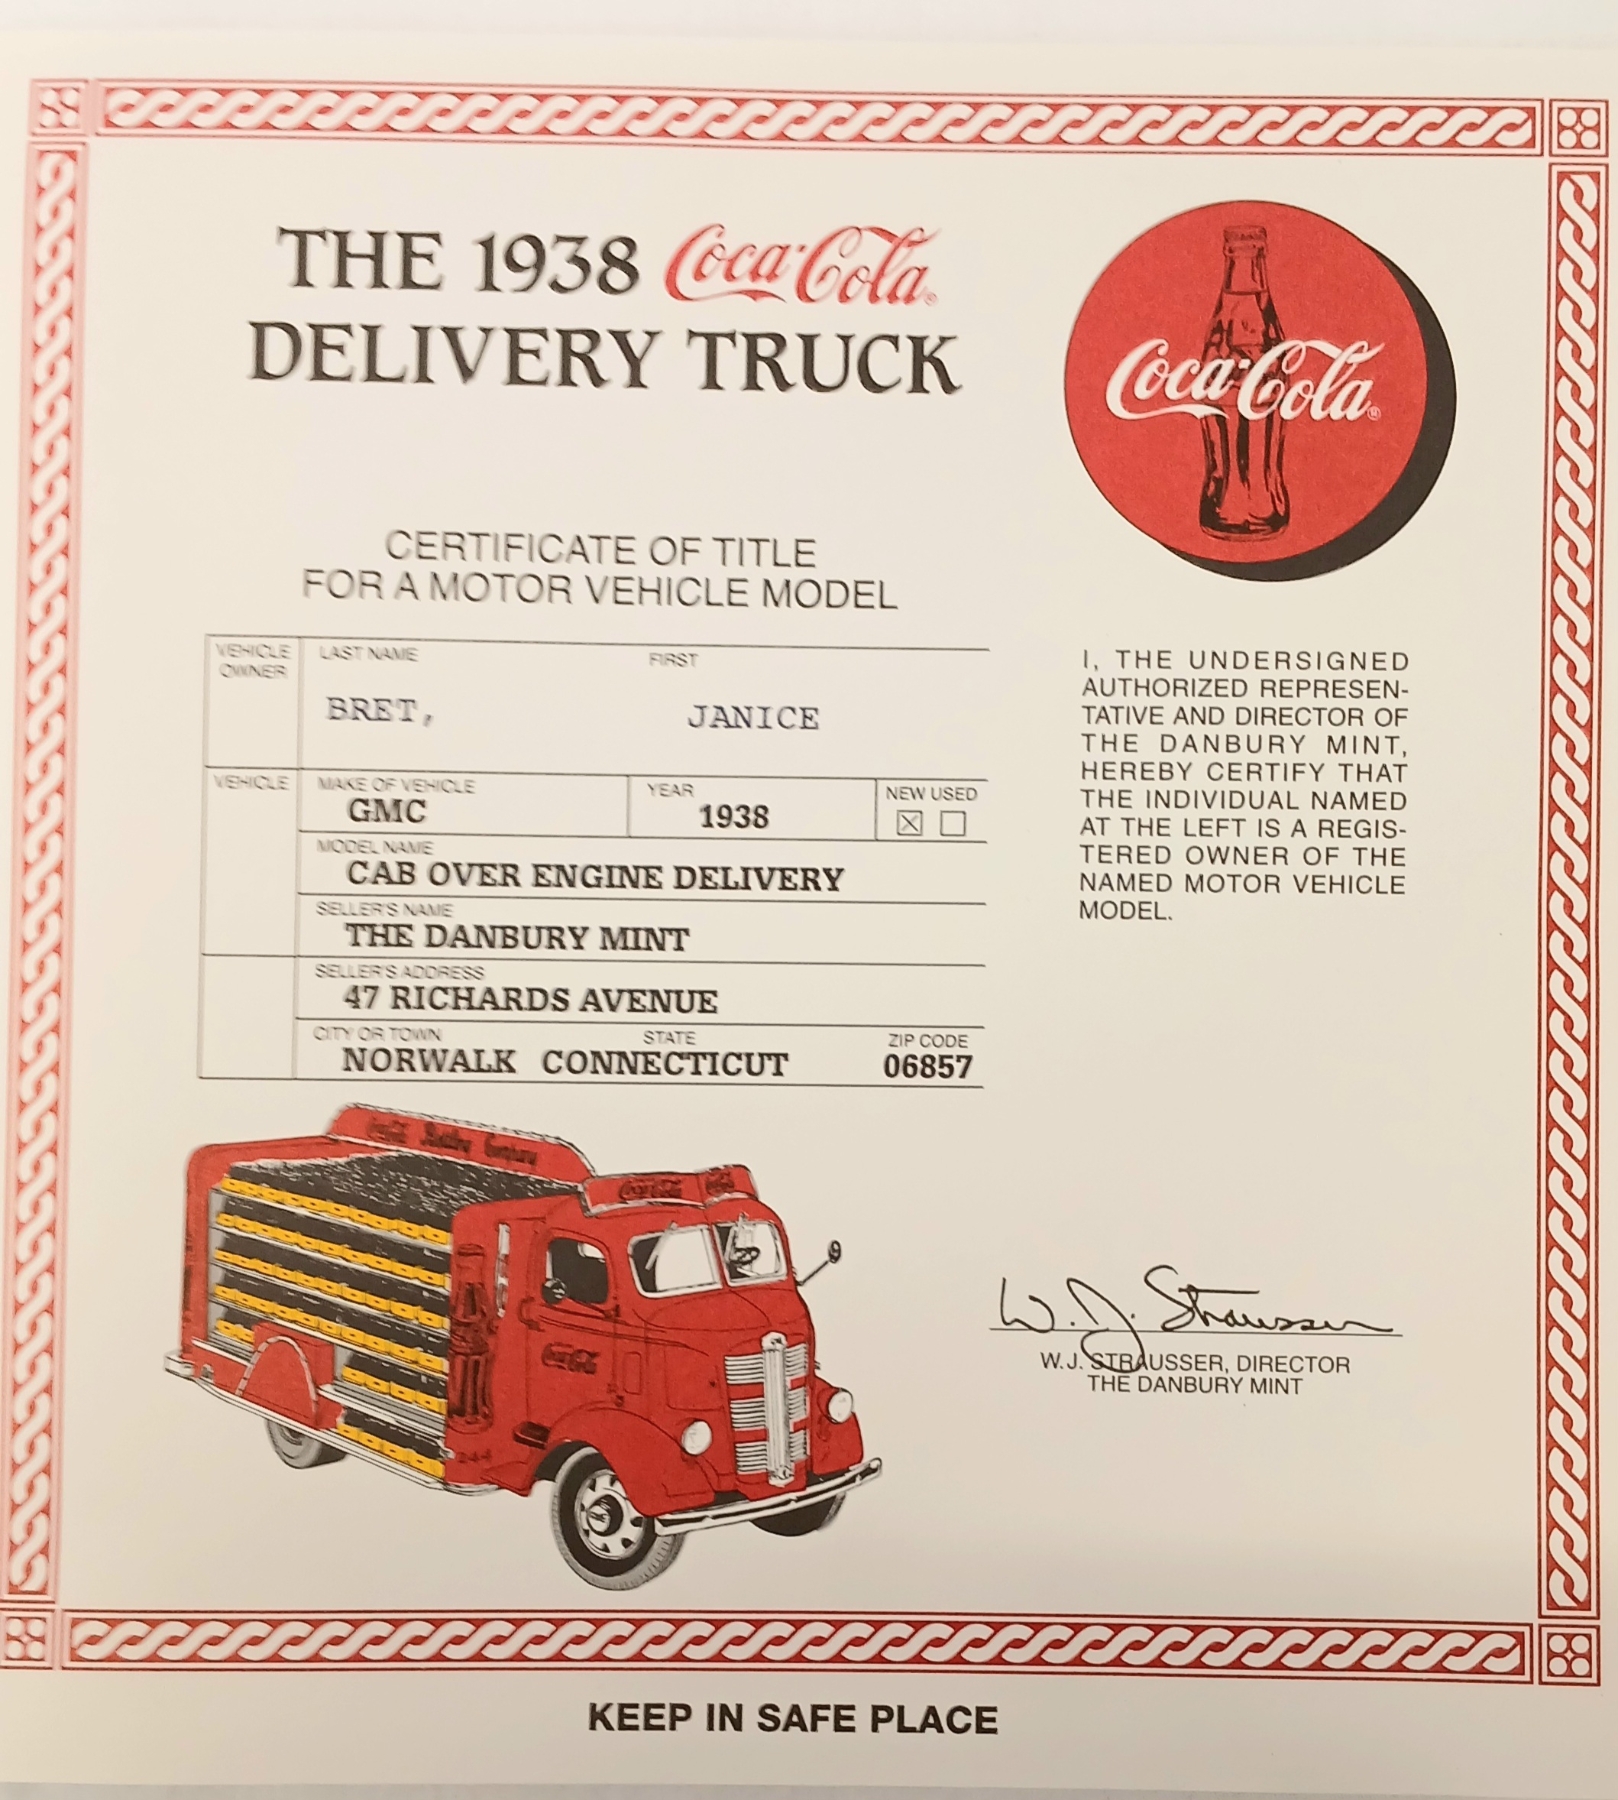 THE 1938 Coca-Cola®
DELIVERY TRUCK
Coca-Cola®
CERTIFICATE OF TITLE
FOR A MOTOR VEHICLE MODEL
VEHICLE OWNER
LAST NAME FIRST
BRET, JANICE
VEHICLE MAKE OF VEHICLE YEAR NEW USED
GMC 1938 X
MODEL NAME
CAB OVER ENGINE DELIVERY
SELLER'S NAME
THE DANBURY MINT
SELLER'S ADDRESS
47 RICHARDS AVENUE
CITY OR TOWN STATE ZIP CODE
NORWALK CONNECTICUT 06857
I, THE UNDERSIGNED
AUTHORIZED REPRESEN-
TATIVE AND DIRECTOR OF
THE DANBURY MINT,
HEREBY CERTIFY THAT
THE INDIVIDUAL NAMED
AT THE LEFT IS A REGIS-
TERED OWNER OF THE
NAMED MOTOR VEHICLE
MODEL.
Coca-Cola
Coca-Cola
244
W. J. Strausser
W.J. STRAUSSER, DIRECTOR
THE DANBURY MINT
KEEP IN SAFE PLACE